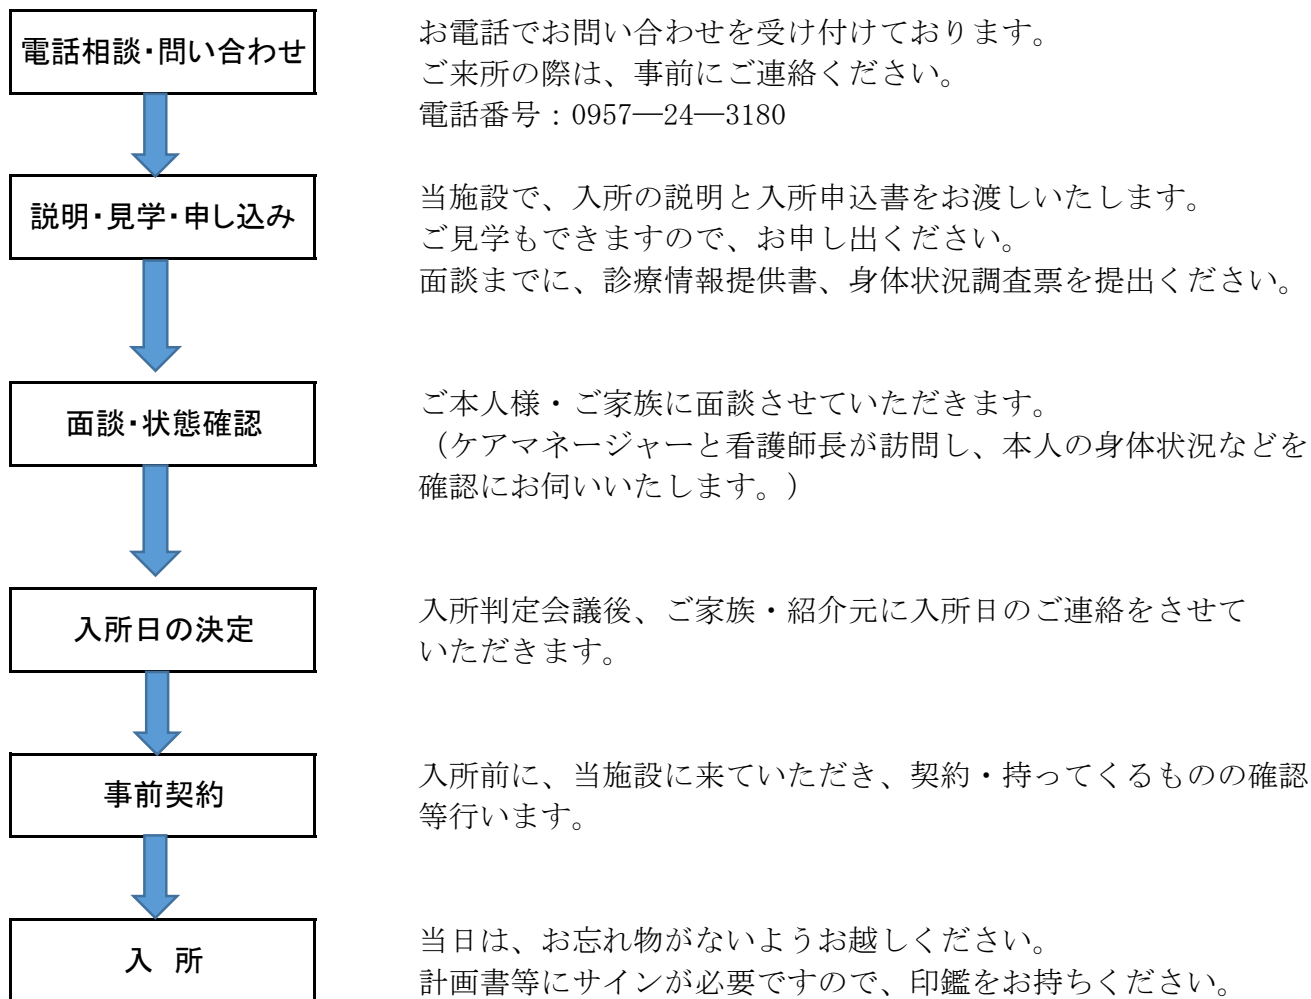 電話相談・問い合わせ
お電話でお問い合わせを受け付けております。
ご来所の際は、事前にご連絡ください。
電話番号：0957―24―3180
説明・見学・申し込み
当施設で、入所の説明と入所申込書をお渡しいたします。
ご見学もできますので、お申し出ください。
面談までに、診療情報提供書、身体状況調査票を提出ください。
面談・状態確認
ご本人様・ご家族に面談させていただきます。
（ケアマネージャーと看護師長が訪問し、本人の身体状況などを
確認にお伺いいたします。）
入所日の決定
入所判定会議後、ご家族・紹介元に入所日のご連絡をさせて
いただきます。
事前契約
入所前に、当施設に来ていただき、契約・持ってくるものの確認
等行います。
入 所
当日は、お忘れ物がないようお越しください。
計画書等にサインが必要ですので、印鑑をお持ちください。